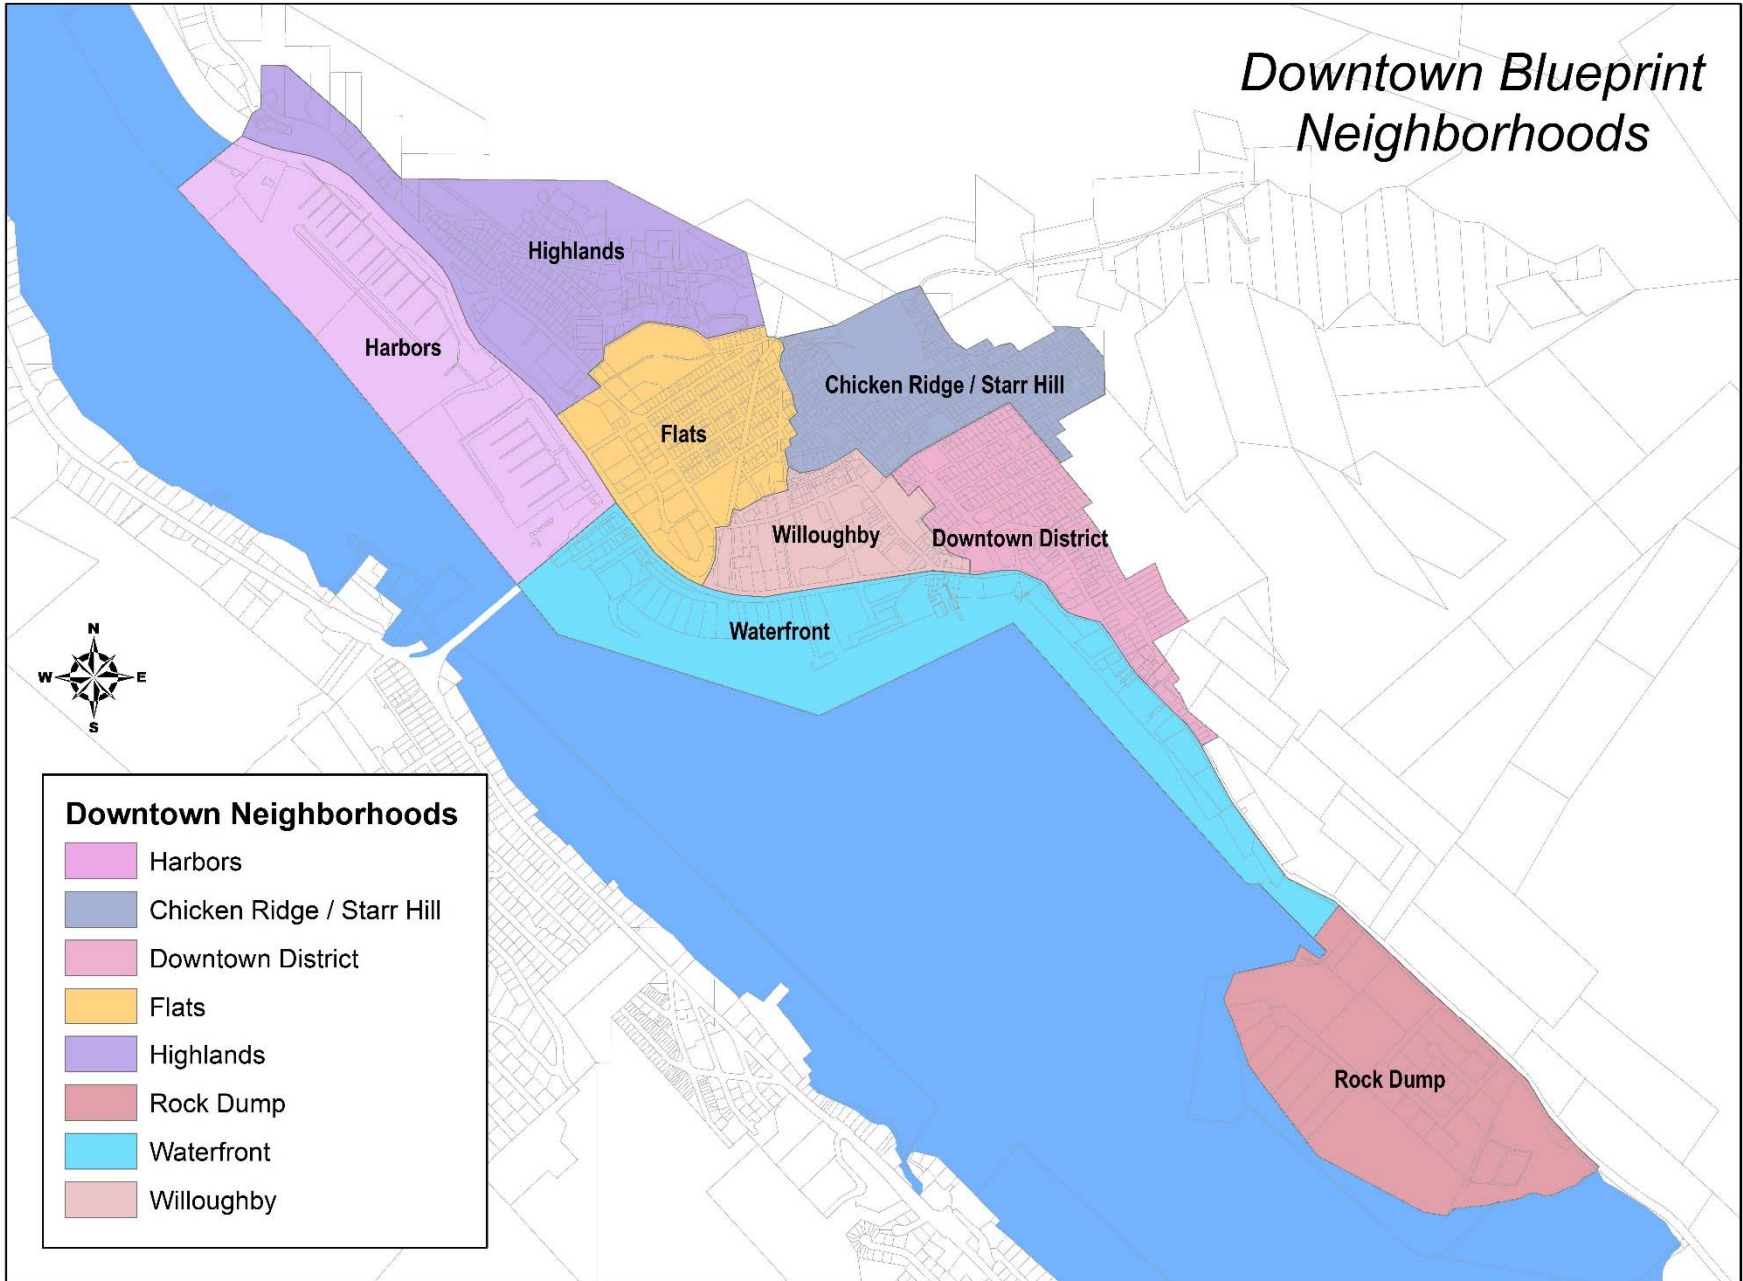 Downtown Blueprint
Neighborhoods
Highlands
Harbors
Chicken Ridge / Starr Hill
Flats
Willoughby
Downtown District
Waterfront
N
W
E
S
Rock Dump
Downtown Neighborhoods
Harbors
Chicken Ridge / Starr Hill
Downtown District
Flats
Highlands
Rock Dump
Waterfront
Willoughby